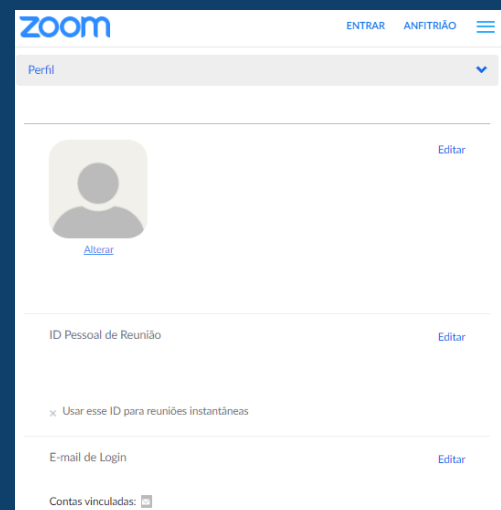 zoom
ENTRAR ANFITRIÃO
Perfil
Editar
Alterar
ID Pessoal de Reunião
Editar
× Usar esse ID para reuniões instantâneas
E-mail de Login
Editar
Contas vinculadas: